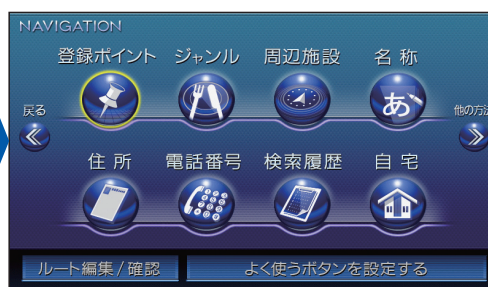 NAVIGATION
登録ポイント ジャンル 周辺施設 名称
戻る
あ
他の方法
住所 電話番号 検索履歴 自宅
ルート編集/確認 よく使うボタンを設定する